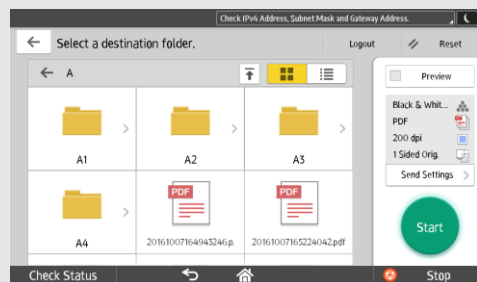 Check IPv4 Address, Subnet Mask and Gateway Address.
Select a destination folder.
Logout
Reset
A
Preview
A1
A2
A3
Black & Whit...
PDF
200 dpi
1 Sided Orig.
Send Settings
PDF
PDF
A4
20161007164943246.p.
20161007165224042.pdf
Start
Check Status
Stop